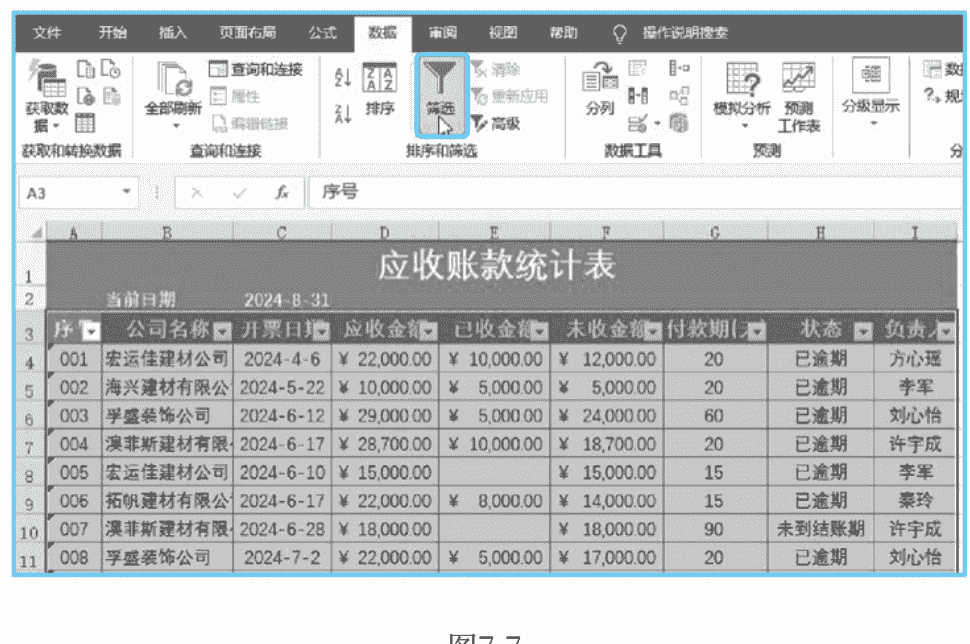 文件 开始 插入 页面布局 公式 数据 审阅 视图 帮助 操作说明搜索
获取数据 全部刷新 查询和连接 属性 编辑链接 排序 筛选 清除 重新应用 高级 分列 模拟分析 预测工作表 分级显示
获取和转换数据 查询和连接 排序和筛选 数据工具 预测
A3 fx 序号
A B C D E F G H I
1 应收账款统计表
2 当前日期 2024-8-31
3 序 公司名称 开票日期 应收金额 已收金额 未收金额 付款期(天 状态 负责人
4 001 宏运佳建材公司 2024-4-6 ¥ 22,000.00 ¥ 10,000.00 ¥ 12,000.00 20 已逾期 方心瑶
5 002 海兴建材有限公 2024-5-22 ¥ 10,000.00 ¥ 5,000.00 ¥ 5,000.00 20 已逾期 李军
6 003 孚盛装饰公司 2024-6-12 ¥ 29,000.00 ¥ 5,000.00 ¥ 24,000.00 60 已逾期 刘心怡
7 004 澳菲斯建材有限 2024-6-17 ¥ 28,700.00 ¥ 10,000.00 ¥ 18,700.00 20 已逾期 许宇成
8 005 宏运佳建材公司 2024-6-10 ¥ 15,000.00 ¥ 15,000.00 15 已逾期 李军
9 006 拓帆建材有限公 2024-6-17 ¥ 22,000.00 ¥ 8,000.00 ¥ 14,000.00 15 已逾期 秦玲
10 007 澳菲斯建材有限 2024-6-28 ¥ 18,000.00 ¥ 18,000.00 90 未到结账期 许宇成
11 008 孚盛装饰公司 2024-7-2 ¥ 22,000.00 ¥ 5,000.00 ¥ 17,000.00 20 已逾期 刘心怡
图7-7